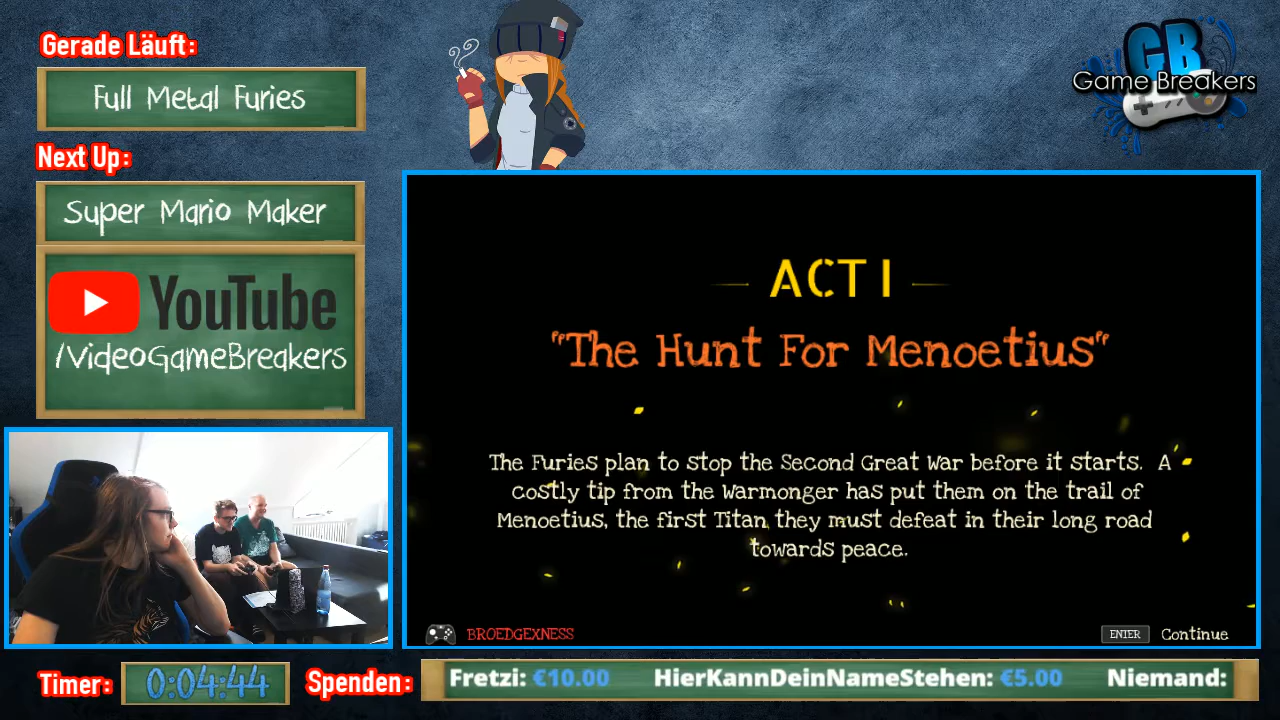 Gerade Läuft:
Full Metal Furies
Next Up:
Super Mario Maker
YouTube
/VideoGameBreakers
GB
Game Breakers
ACT I
"The Hunt For Menoetius"
The Furies plan to stop the Second Great War before it starts. A
costly tip from the Warmonger has put them on the trail of
Menoetius, the first Titan they must defeat in their long road
towards peace.
BROEDGEXNESS
ENTER Continue
Timer:
0:04:44
Spenden:
Fretzi: €10.00 HierKannDeinNameStehen: €5.00 Niemand: